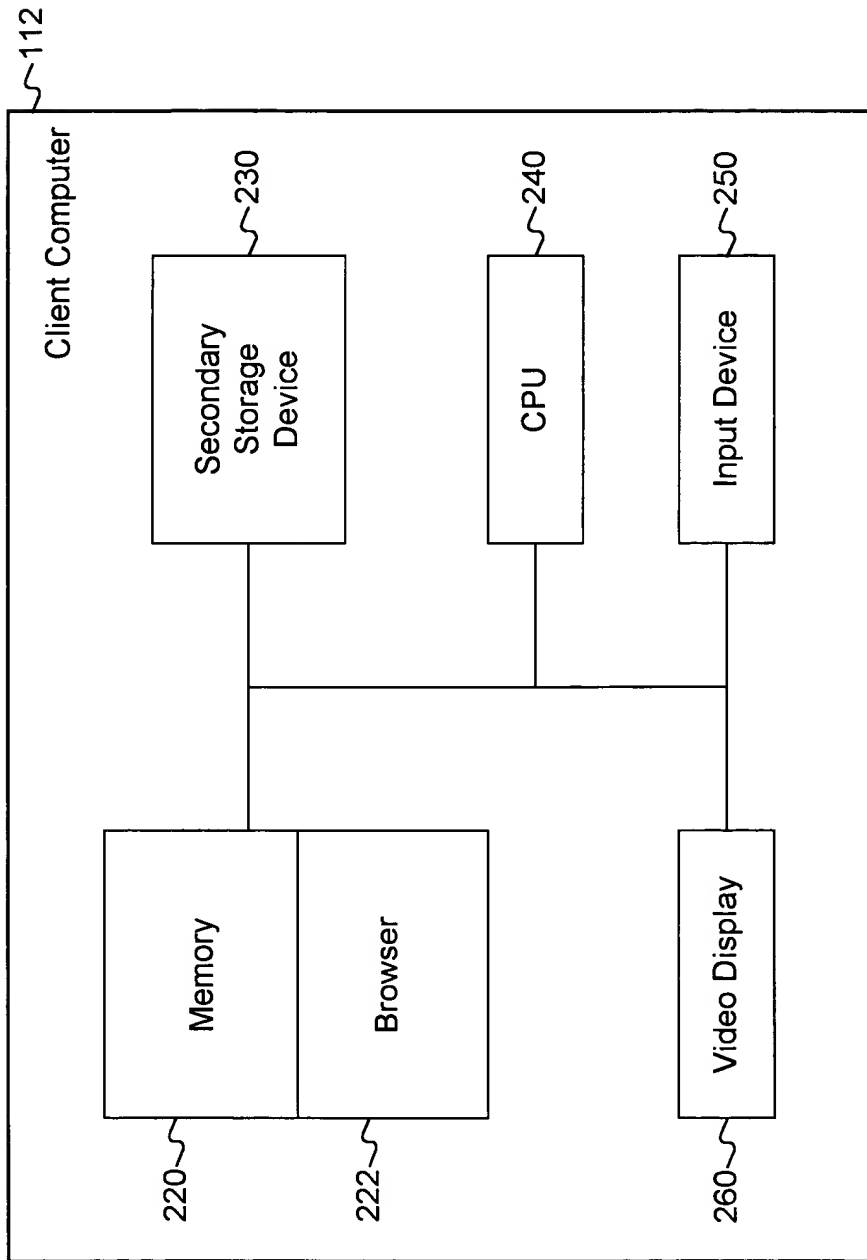 Client Computer
112
Memory
220
Browser
222
Secondary
Storage
Device
230
CPU
240
Video Display
260
Input Device
250